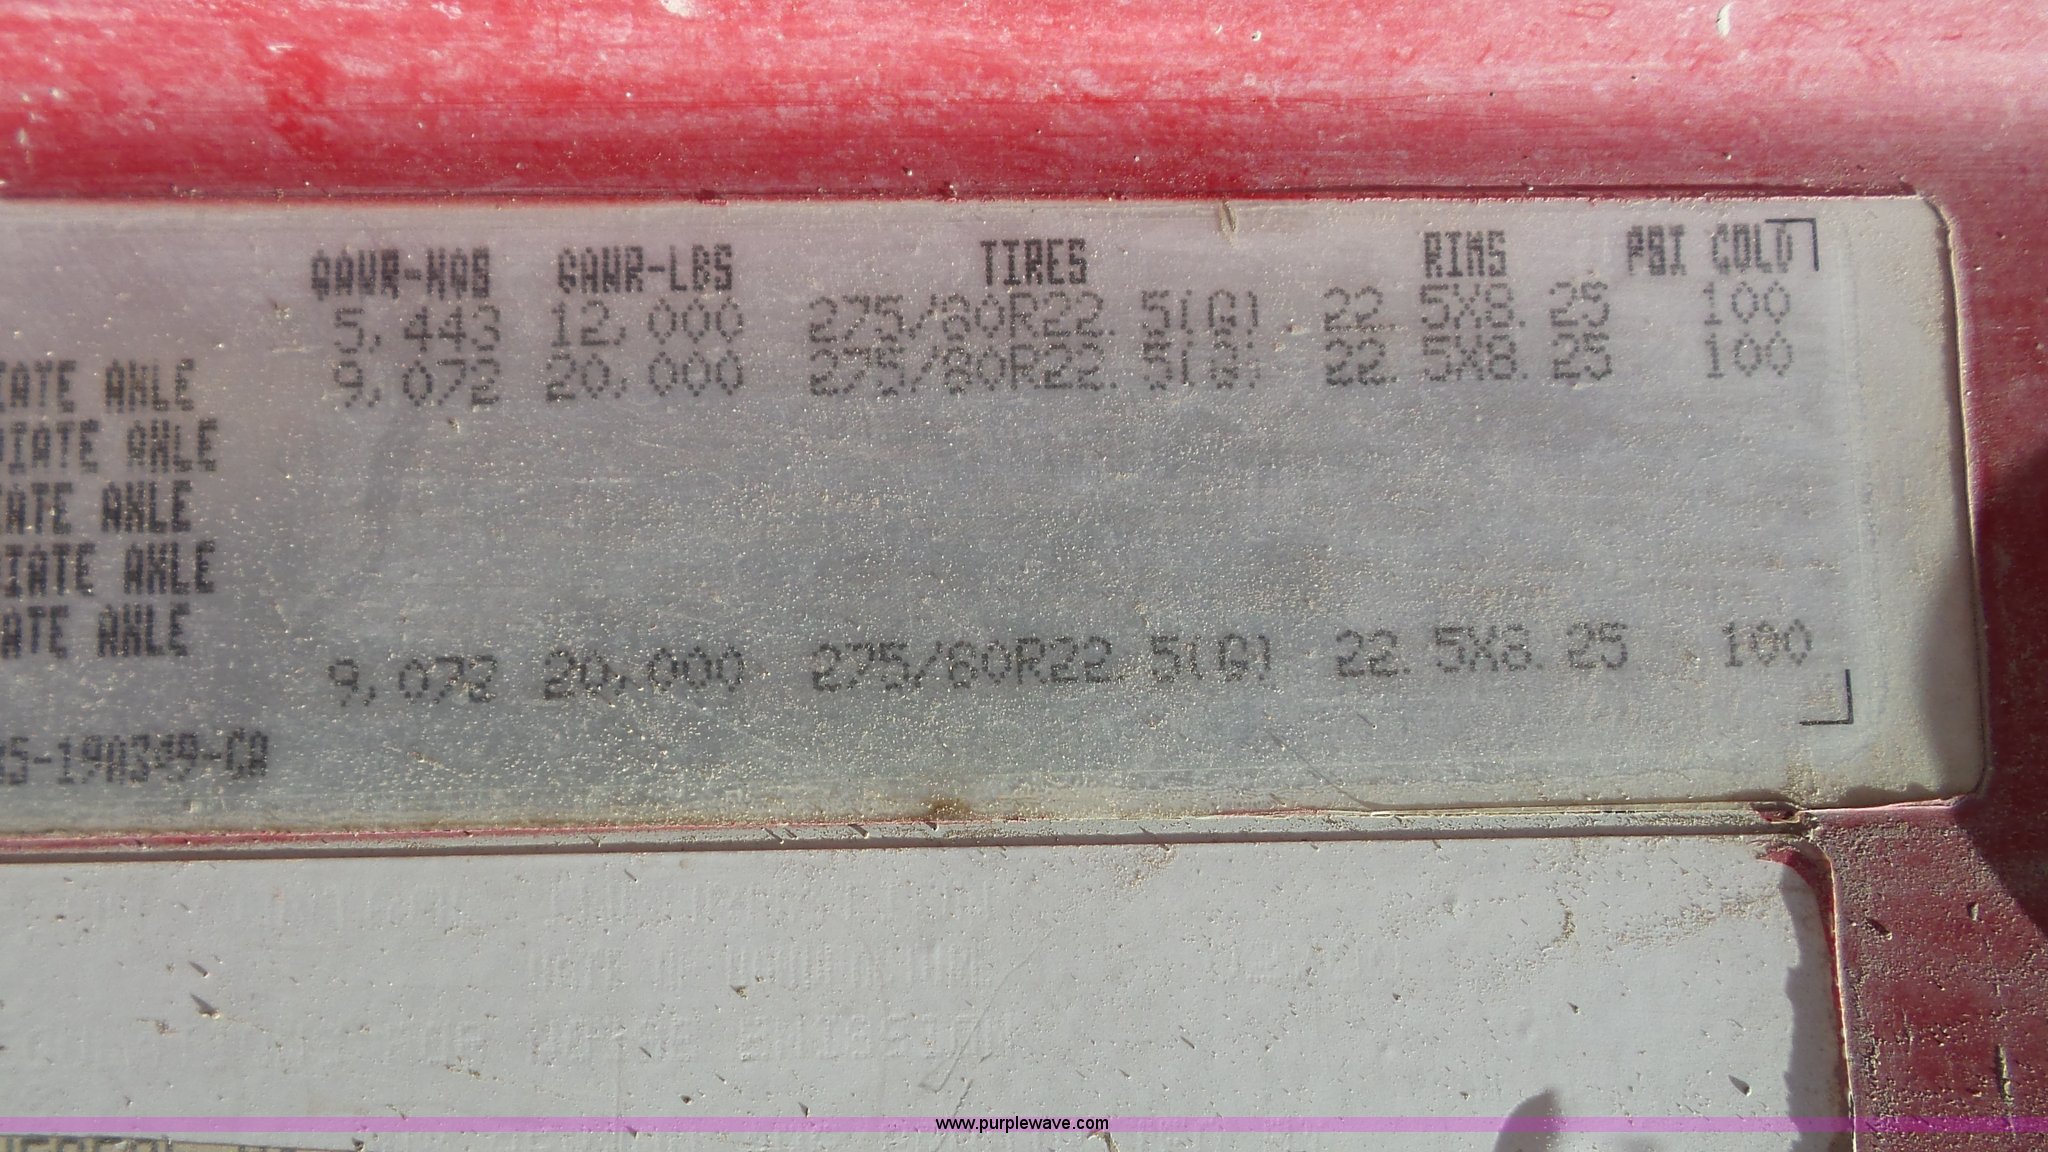 GAWR-KGS GAWR-LBS TIRES RIMS PSI COLD
5,443 12,000 275/80R22.5(G) 22.5X8.25 100
IATE AXLE 9,072 20,000 275/80R22.5(G) 22.5X8.25 100
DIATE AXLE
IATE AXLE
DIATE AXLE
IATE AXLE
9,072 20,000 275/80R22.5(G) 22.5X8.25 100
NOISE EMISSION
www.purplewave.com